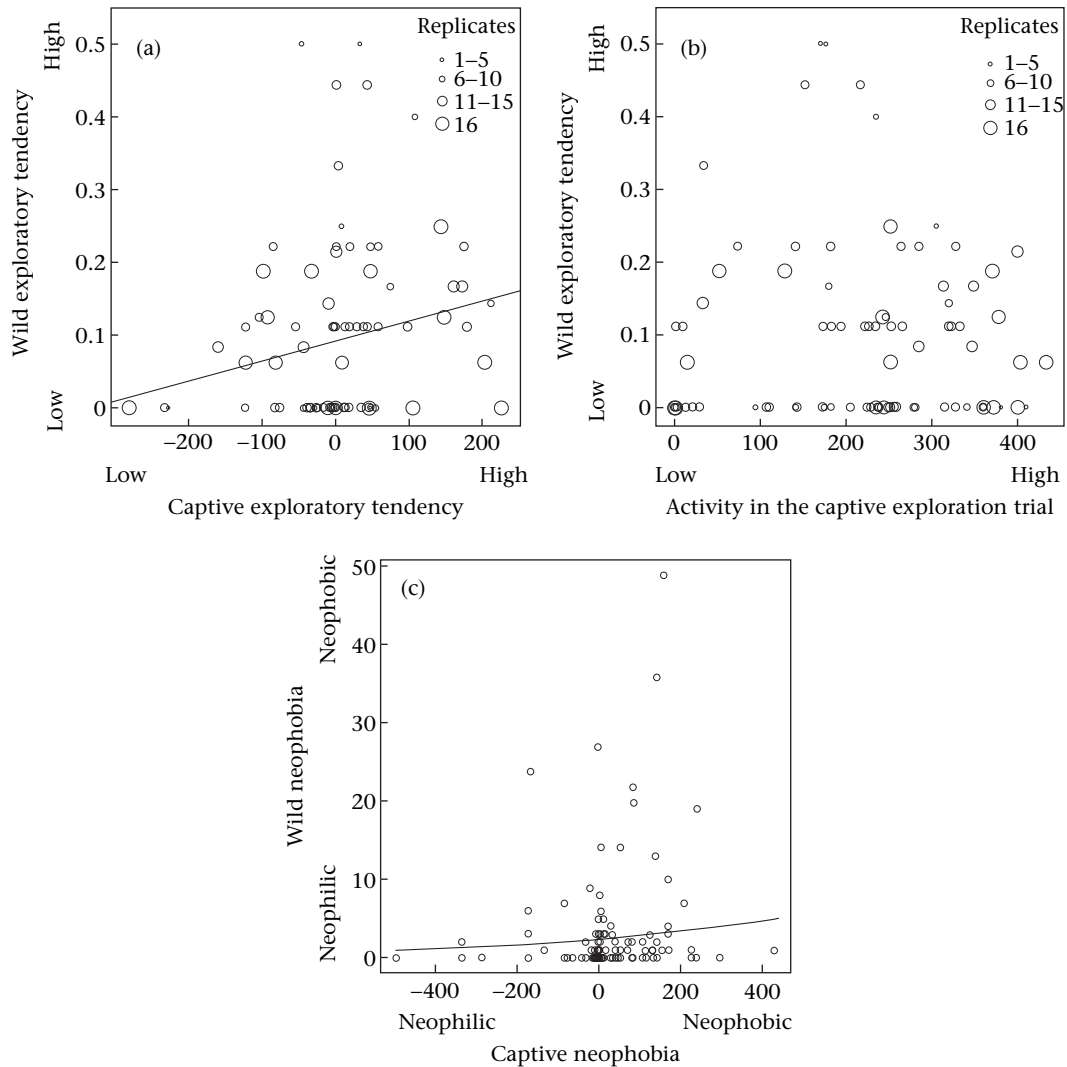 (a)
Replicates
1–5
6–10
11–15
16
High
0.5
0.4
0.3
0.2
0.1
0
Low
Wild exploratory tendency
−200
−100
0
100
200
Low
High
Captive exploratory tendency
(b)
Replicates
1–5
6–10
11–15
16
High
0.5
0.4
0.3
0.2
0.1
0
Low
Wild exploratory tendency
0
100
200
300
400
Low
High
Activity in the captive exploration trial
(c)
Neophobic
50
40
30
20
10
0
Neophilic
Wild neophobia
−400
−200
0
200
400
Neophilic
Neophobic
Captive neophobia